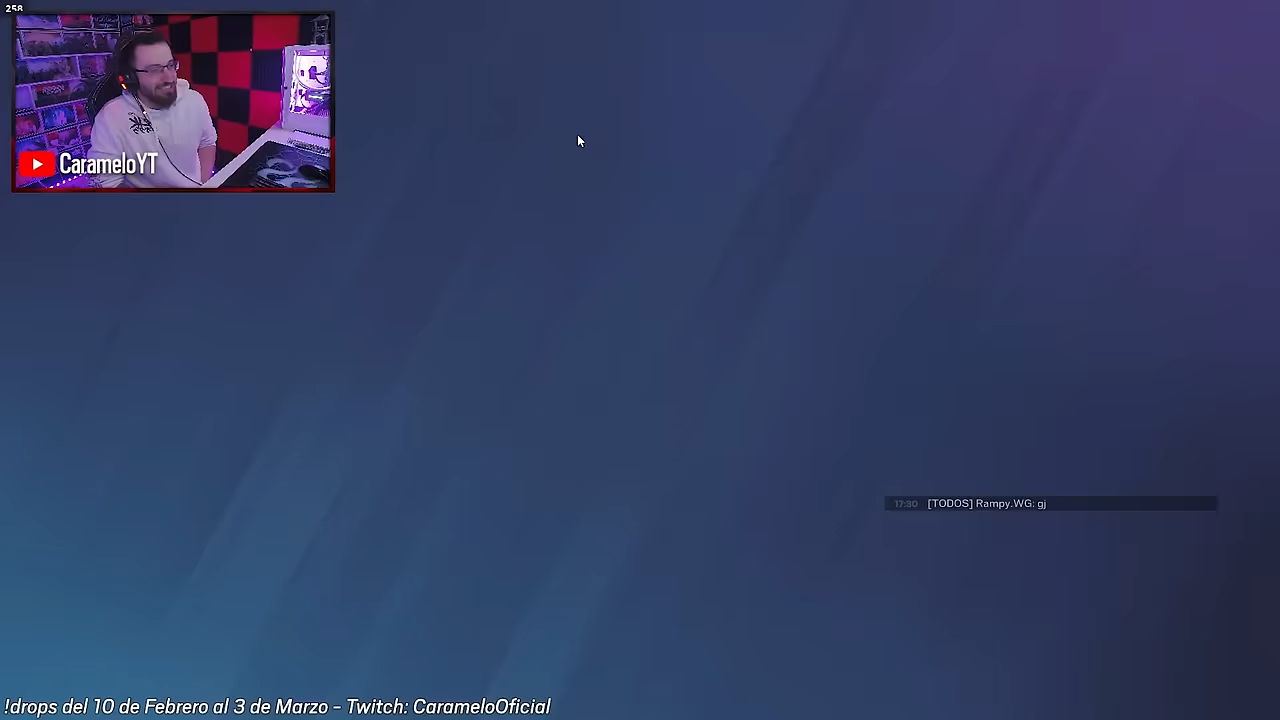 258
CarameloYT
17:30 [TODOS] Rampy.WG: gj
!drops del 10 de Febrero al 3 de Marzo - Twitch: CarameloOficial